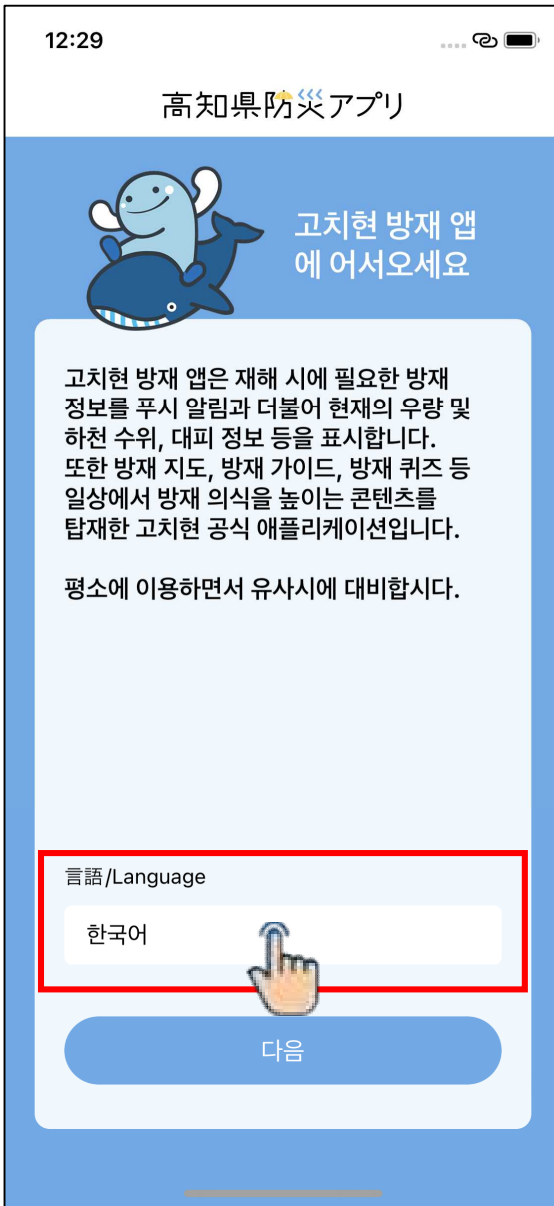 12:29
高知県防災アプリ
고치현 방재 앱
에 어서오세요
고치현 방재 앱은 재해 시에 필요한 방재
정보를 푸시 알림과 더불어 현재의 우량 및
하천 수위, 대피 정보 등을 표시합니다.
또한 방재 지도, 방재 가이드, 방재 퀴즈 등
일상에서 방재 의식을 높이는 콘텐츠를
탑재한 고치현 공식 애플리케이션입니다.
평소에 이용하면서 유사시에 대비합시다.
言語/Language
한국어
다음